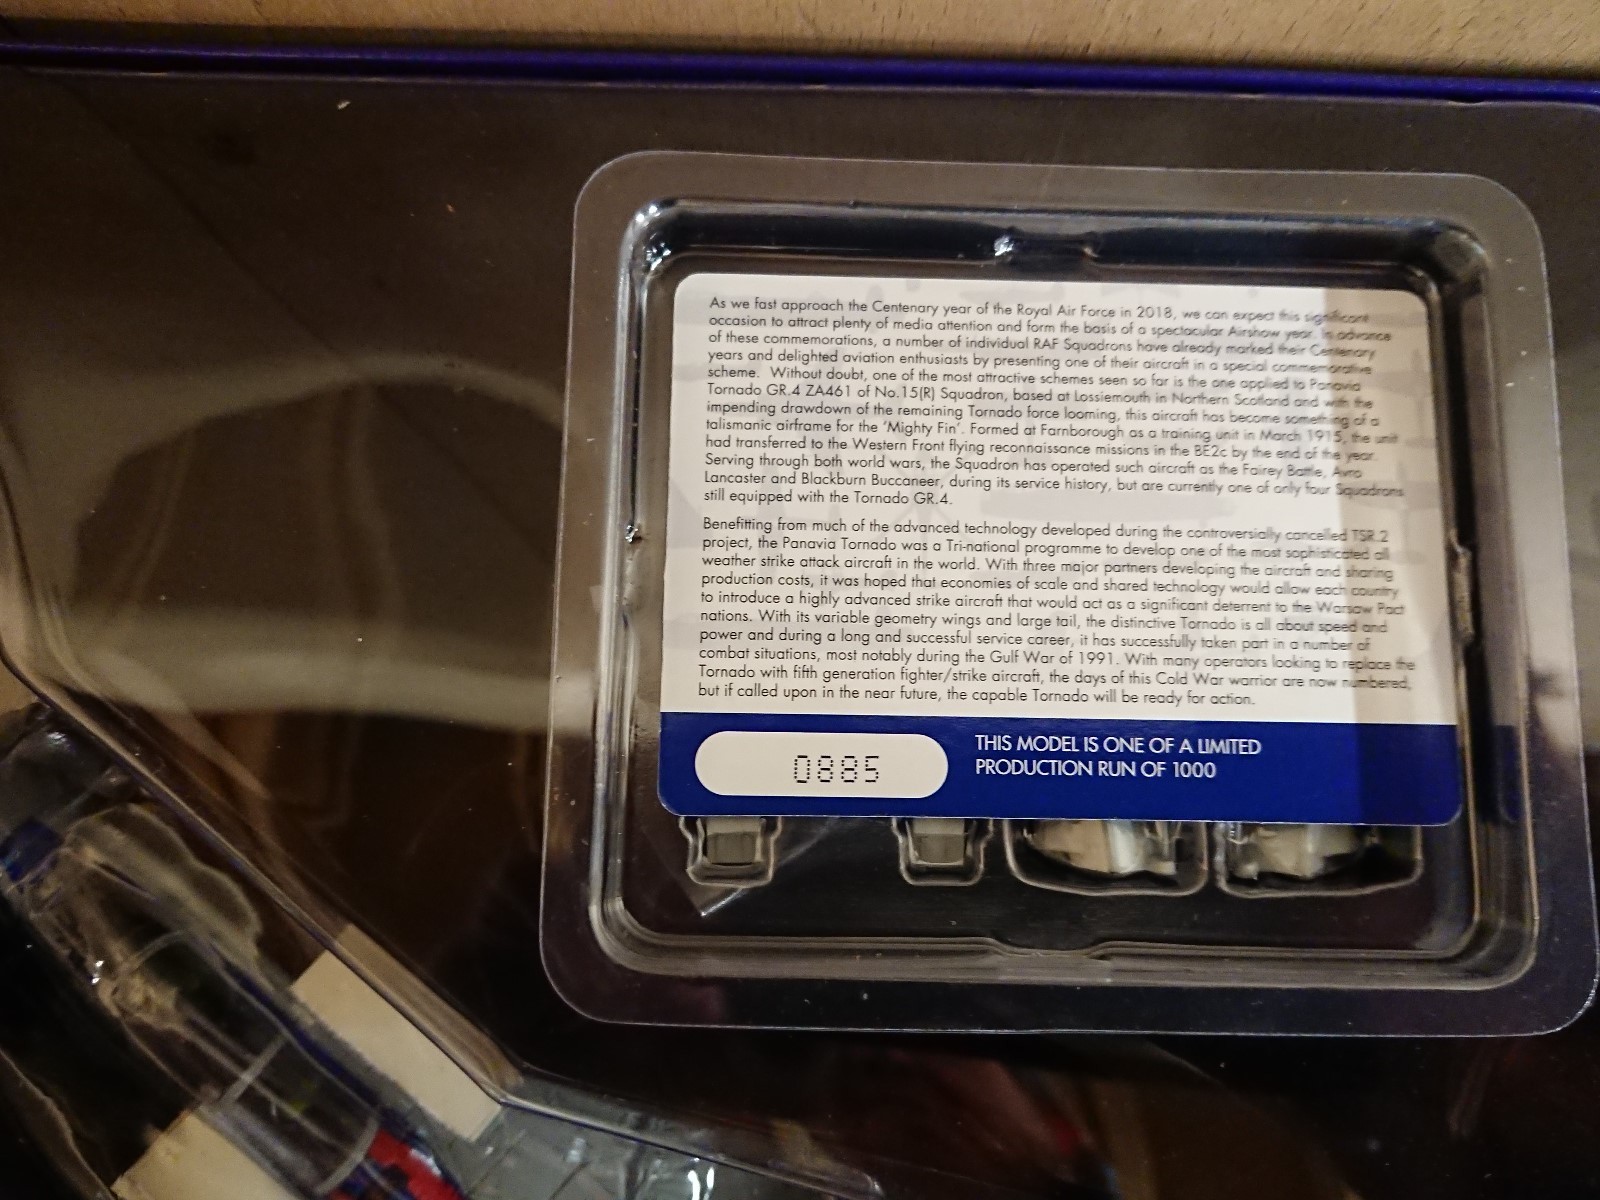 As we fast approach the Centenary year of the Royal Air Force in 2018, we can expect this significant
occasion to attract plenty of media attention and form the basis of a spectacular Airshow year. In advance
of these commemorations, a number of individual RAF Squadrons have already marked their Centenary
years and delighted aviation enthusiasts by presenting one of their aircraft in a special commemorative
scheme. Without doubt, one of the most attractive schemes seen so far is the one applied to Panavia
Tornado GR.4 ZA461 of No.15(R) Squadron, based at Lossiemouth in Northern Scotland and with the
impending drawdown of the remaining Tornado force looming, this aircraft has become something of a
talismanic airframe for the 'Mighty Fin'. Formed at Farnborough as a training unit in March 1915, the unit
had transferred to the Western Front flying reconnaissance missions in the BE2c by the end of the year.
Serving through both world wars, the Squadron has operated such aircraft as the Fairey Battle, Avro
Lancaster and Blackburn Buccaneer, during its service history, but are currently one of only four Squadrons
still equipped with the Tornado GR.4.
Benefitting from much of the advanced technology developed during the controversially cancelled TSR.2
project, the Panavia Tornado was a Tri-national programme to develop one of the most sophisticated all
weather strike attack aircraft in the world. With three major partners developing the aircraft and sharing
production costs, it was hoped that economies of scale and shared technology would allow each country
to introduce a highly advanced strike aircraft that would act as a significant deterrent to the Warsaw Pact
nations. With its variable geometry wings and large tail, the distinctive Tornado is all about speed and
power and during a long and successful service career, it has successfully taken part in a number of
combat situations, most notably during the Gulf War of 1991. With many operators looking to replace the
Tornado with fifth generation fighter/strike aircraft, the days of this Cold War warrior are now numbered,
but if called upon in the near future, the capable Tornado will be ready for action.
0885
THIS MODEL IS ONE OF A LIMITED
PRODUCTION RUN OF 1000